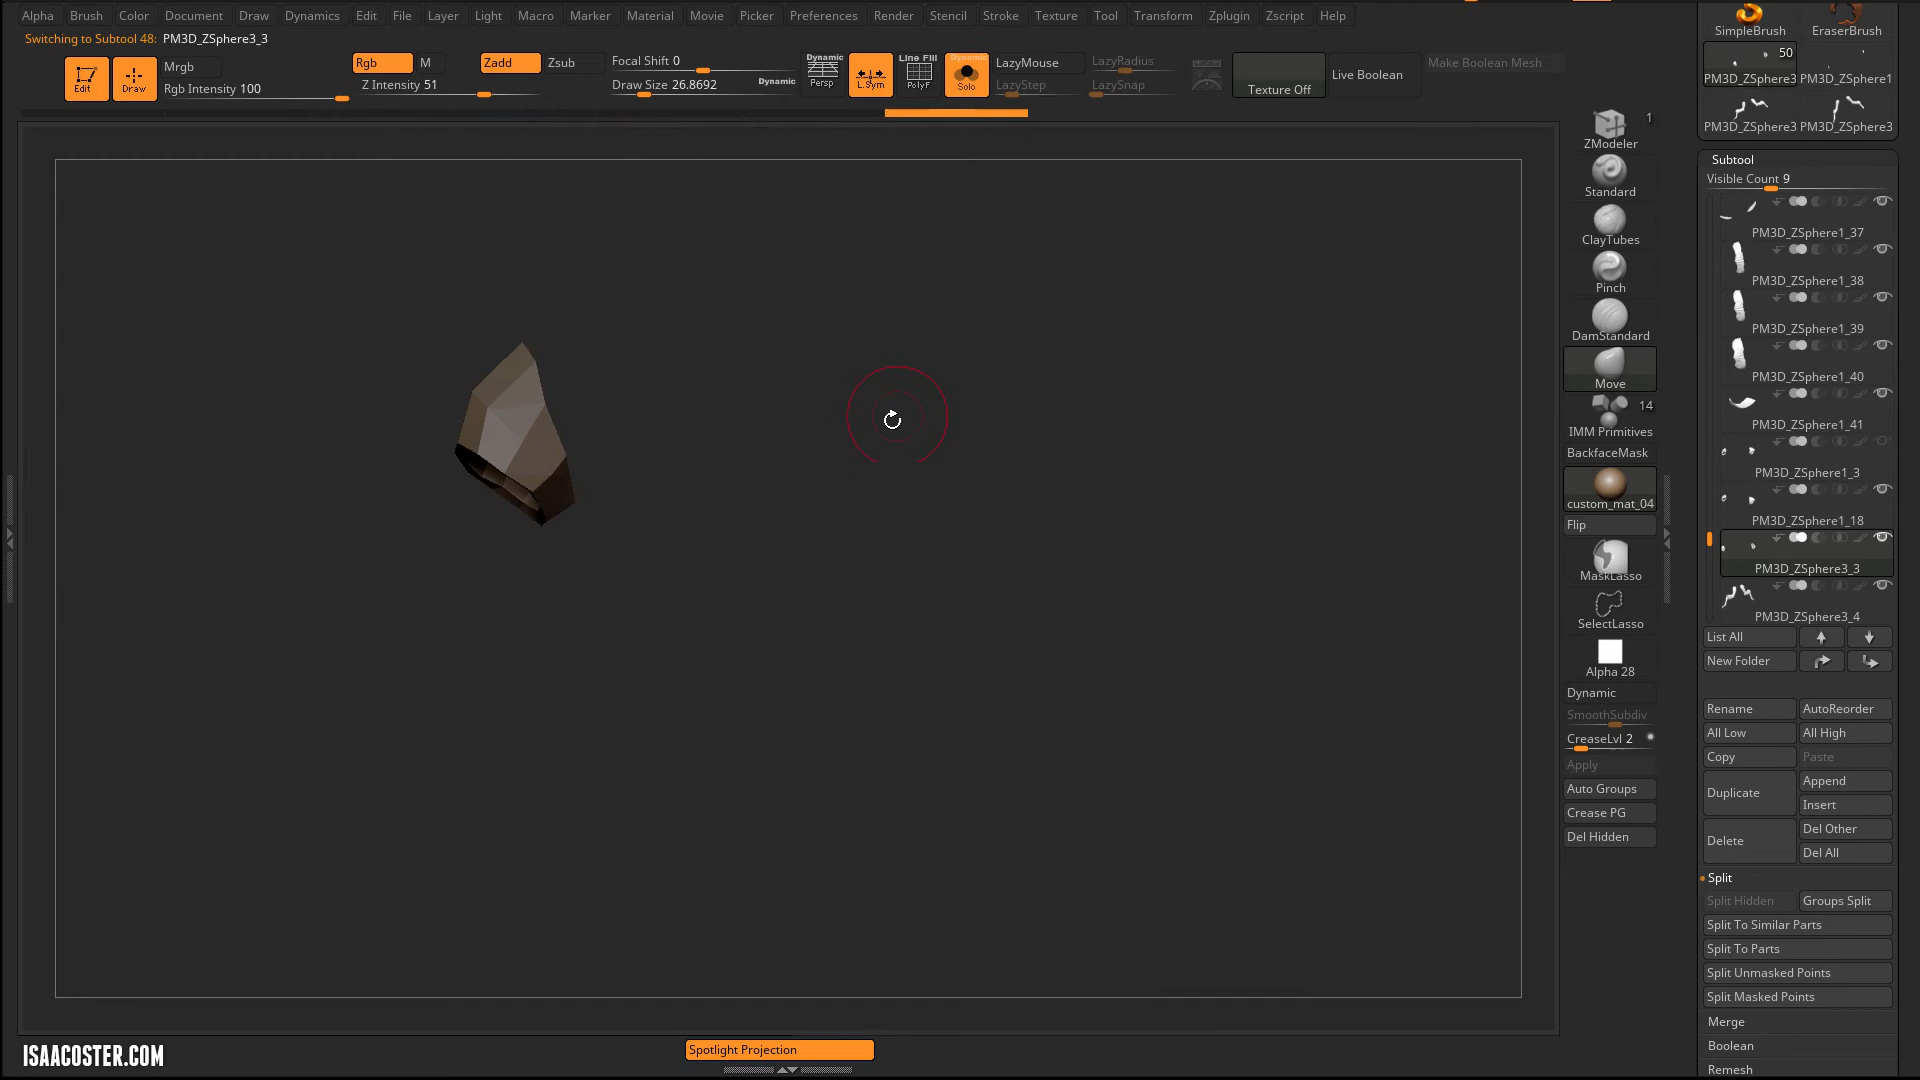 Alpha Brush Color Document Draw Dynamics Edit File Layer Light Macro Marker Material Movie Picker Preferences Render Stencil Stroke Texture Tool Transform Zplugin Zscript Help
Switching to Subtool 48: PM3D_ZSphere3_3
Edit
Draw
Mrgb
Rgb Intensity 100
Rgb
M
Zadd
Zsub
Z Intensity 51
Focal Shift 0
Draw Size 26.8692
Dynamic
Dynamic
Persp
L.Sym
Line Fill
PolyF
Dynamic
Solo
LazyMouse
LazyStep
LazyRadius
LazySnap
Texture Off
Live Boolean
Make Boolean Mesh
1
ZModeler
Standard
ClayTubes
Pinch
DamStandard
Move
14
IMM Primitives
BackfaceMask
custom_mat_04
Flip
MaskLasso
SelectLasso
Alpha 28
Dynamic
SmoothSubdiv
CreaseLvl 2
Apply
Auto Groups
Crease PG
Del Hidden
SimpleBrush
EraserBrush
50
PM3D_ZSphere3
PM3D_ZSphere1
PM3D_ZSphere3
PM3D_ZSphere3
Subtool
Visible Count 9
PM3D_ZSphere1_37
PM3D_ZSphere1_38
PM3D_ZSphere1_39
PM3D_ZSphere1_40
PM3D_ZSphere1_41
PM3D_ZSphere1_3
PM3D_ZSphere1_18
PM3D_ZSphere3_3
PM3D_ZSphere3_4
List All
New Folder
Rename
AutoReorder
All Low
All High
Copy
Paste
Duplicate
Append
Insert
Delete
Del Other
Del All
Split
Split Hidden
Groups Split
Split To Similar Parts
Split To Parts
Split Unmasked Points
Split Masked Points
Merge
Boolean
Remesh
ISAACOSTER.COM
Spotlight Projection